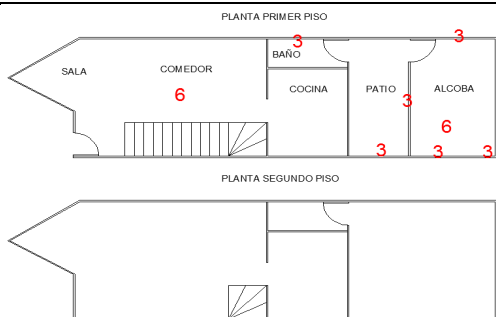 PLANTA PRIMER PISO
3
3
BAÑO
SALA
COMEDOR
6
COCINA
PATIO
3
ALCOBA
6
3
3
3
PLANTA SEGUNDO PISO